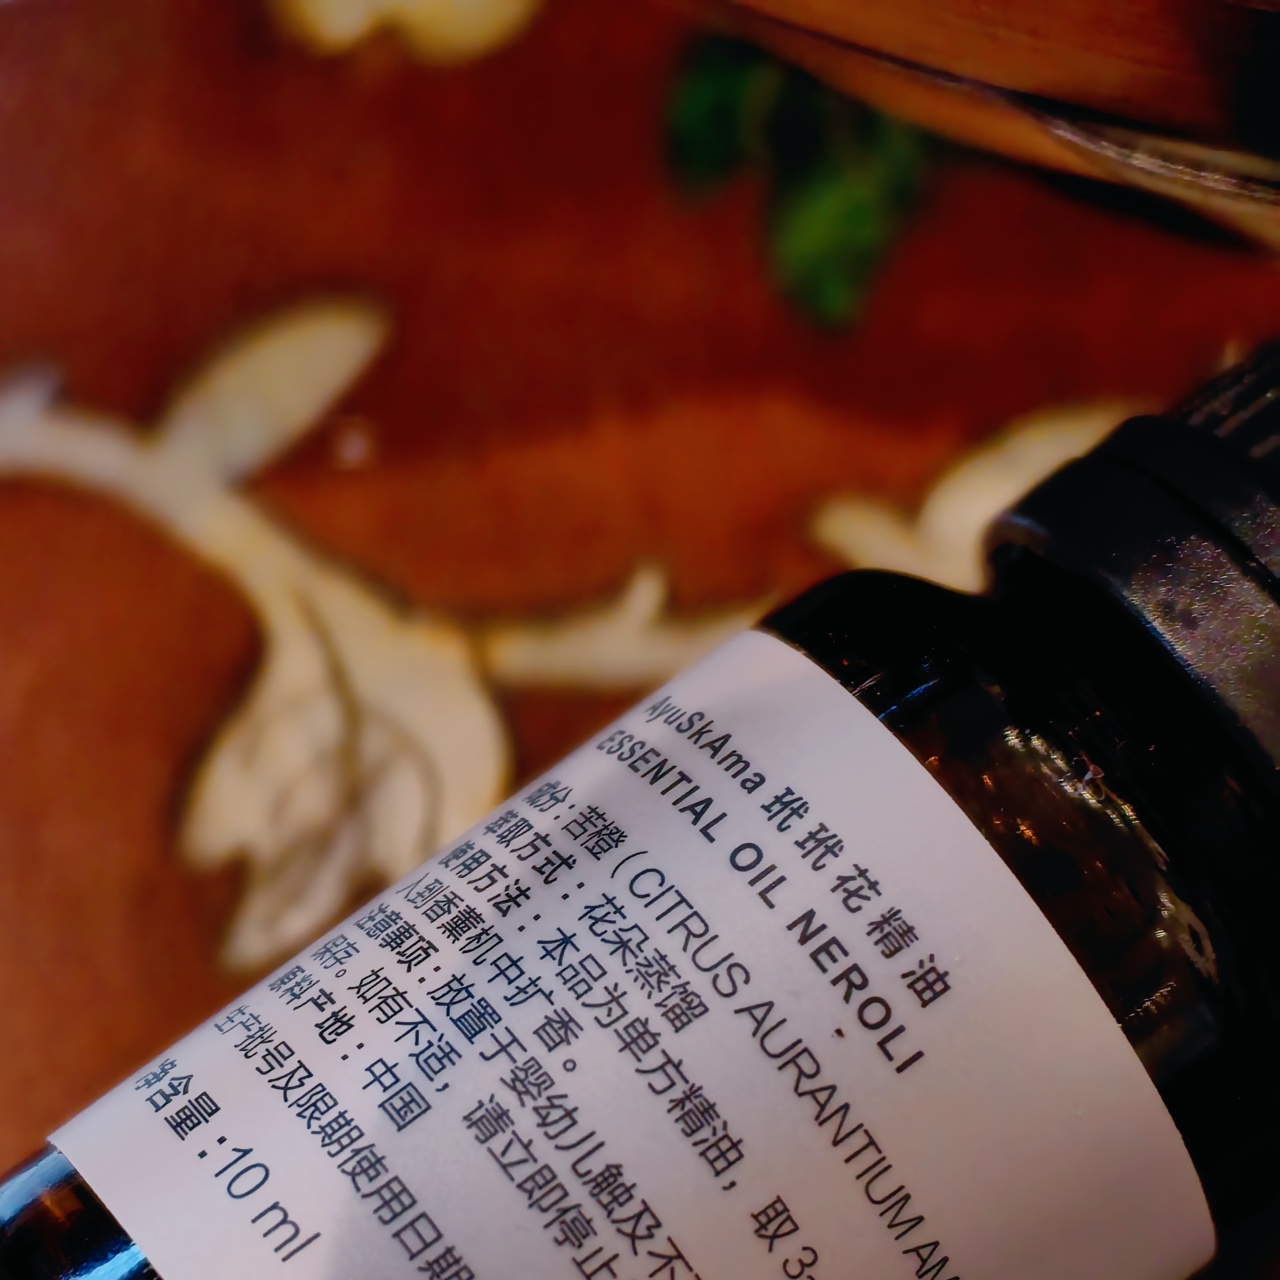 AyuSkAma 玳玳花精油
ESSENTIAL OIL NEROLI
成分:苦橙(CITRUS AURANTIUM AM
萃取方式:花朵蒸馏
使用方法:本品为单方精油,取3-
入到香薰机中扩香。
注意事项:放置于婴幼儿触及不
保存。如有不适,请立即停止
原料产地:中国
生产批号及限期使用日期
净含量:10 ml